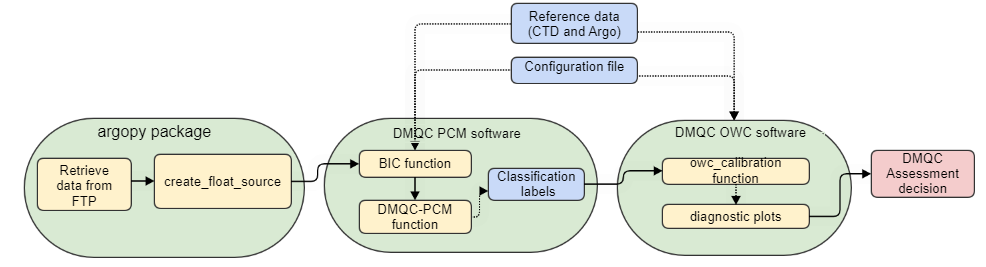 Reference data
(CTD and Argo)
Configuration file
argopy package
Retrieve
data from
FTP
create_float_source
DMQC PCM software
BIC function
DMQC-PCM
function
Classification
labels
DMQC OWC software
owc_calibration
function
diagnostic plots
DMQC
Assessment
decision